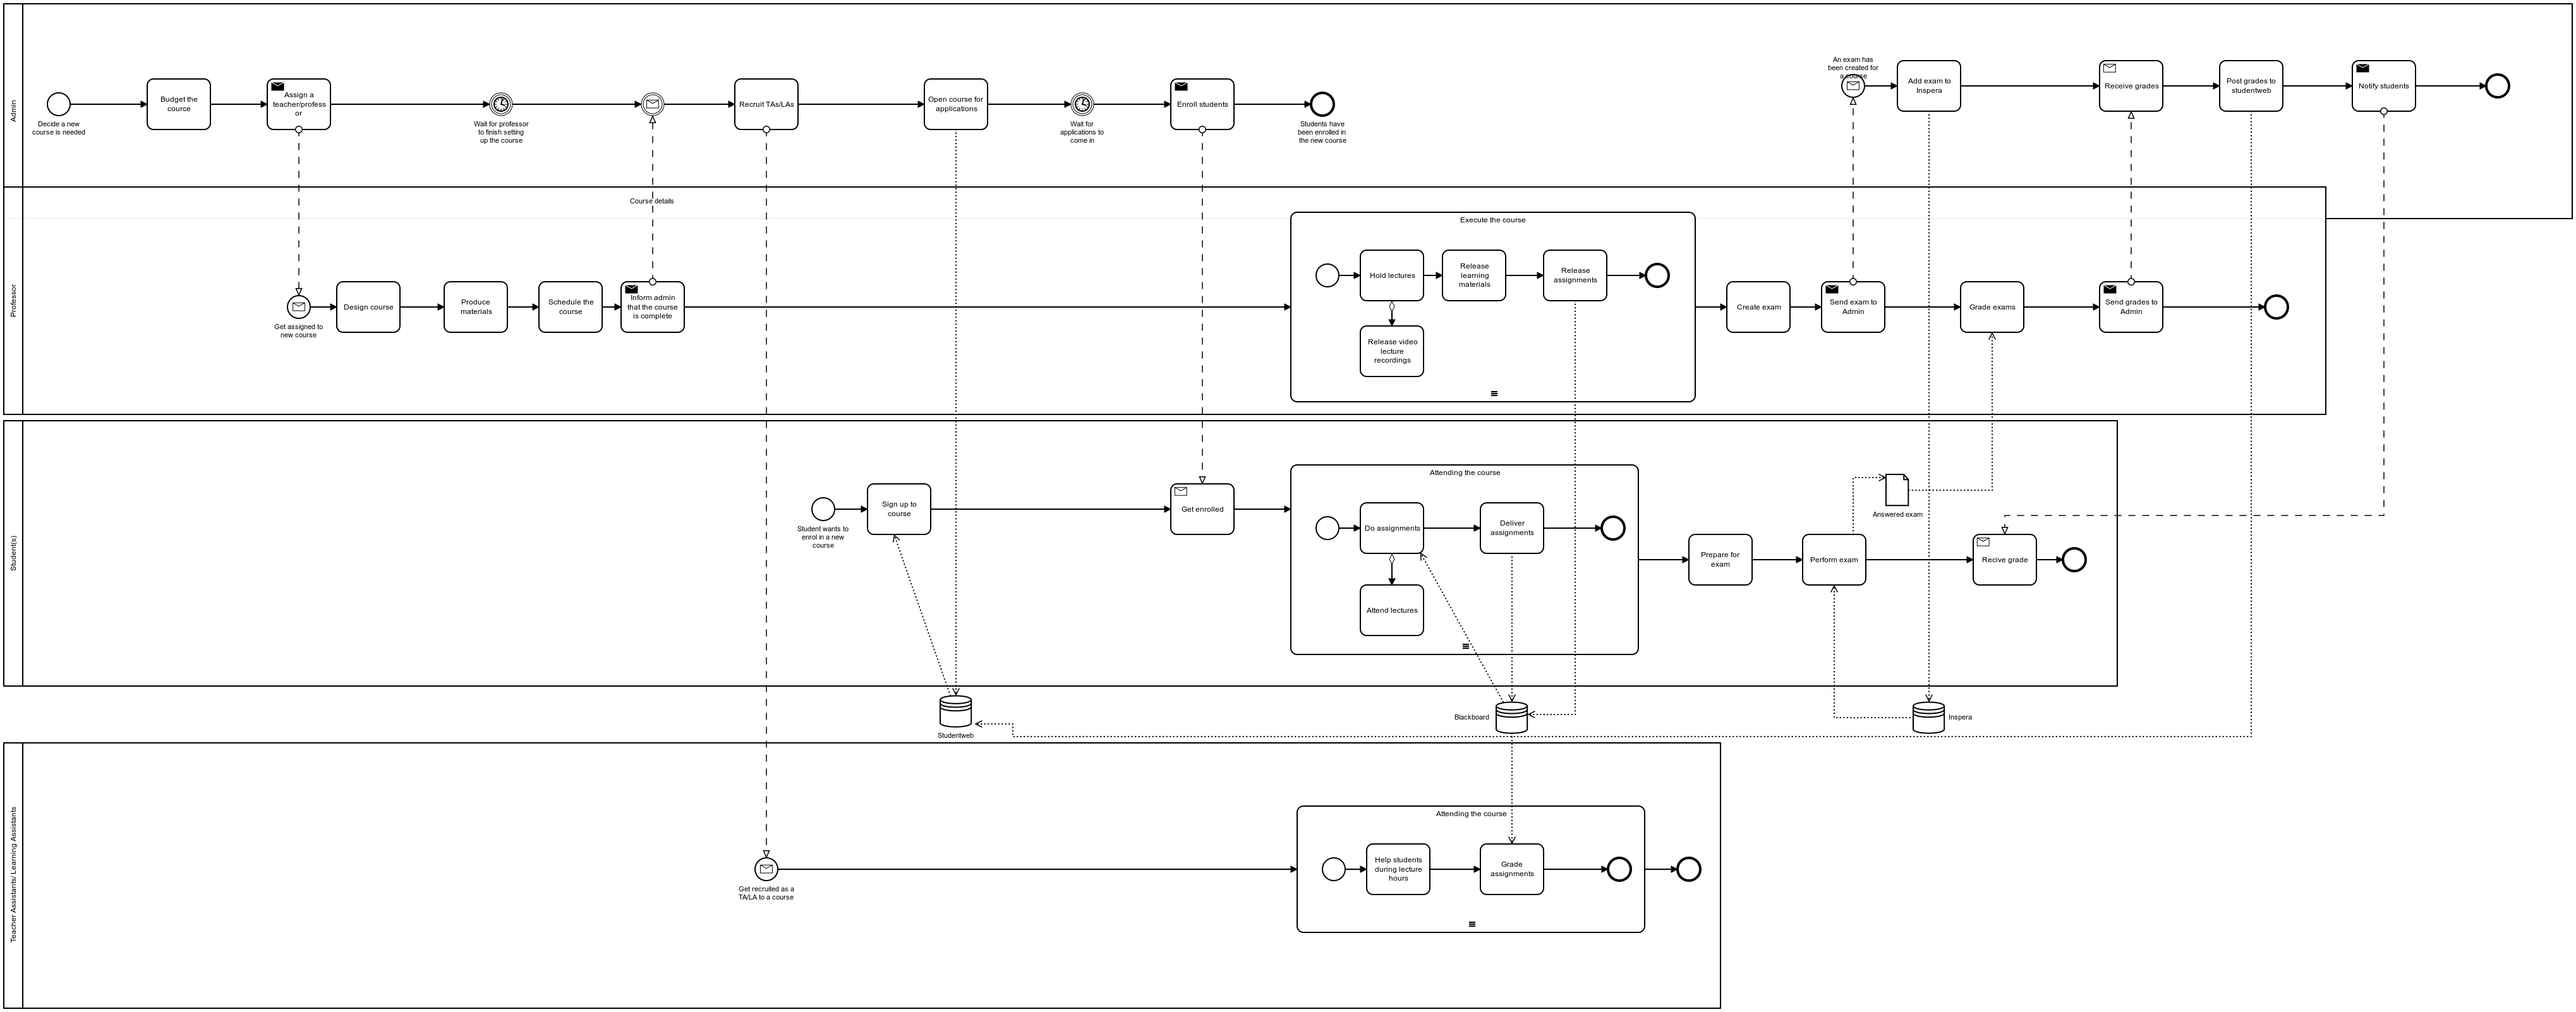 Admin
Decide a new
course is needed
Budget the
cource
Assign a
teacher/profess
or
Wait for professor
to finish setting
up the course
Recruit TAs/LAs
Open course for
applications
Wait for
applications to
come in
Enroll students
Students have
been enrolled in
the new course
An exam has
been created for
a course
Add exam to
Inspera
Receive grades
Post grades to
studentweb
Notify students
Course details
Professor
Get assigned to
new course
Design course
Produce
materials
Schedule the
course
Inform admin
that the course
is complete
Execute the course
Hold lectures
Release
learning
materials
Release
assignments
Release video
lecture
recordings
Create exam
Send exam to
Admin
Grade exams
Send grades to
Admin
Student(s)
Student wants to
enrol in a new
course
Sign up to
course
Get enrolled
Attending the course
Do assignments
Deliver
assignments
Attend lectures
Prepare for
exam
Perform exam
Answered exam
Recive grade
Studentweb
Blackboard
Inspera
Teacher Assistants/ Learning Assistants
Get recruited as a
TA/LA to a course
Attending the course
Help students
during lecture
hours
Grade
assignments